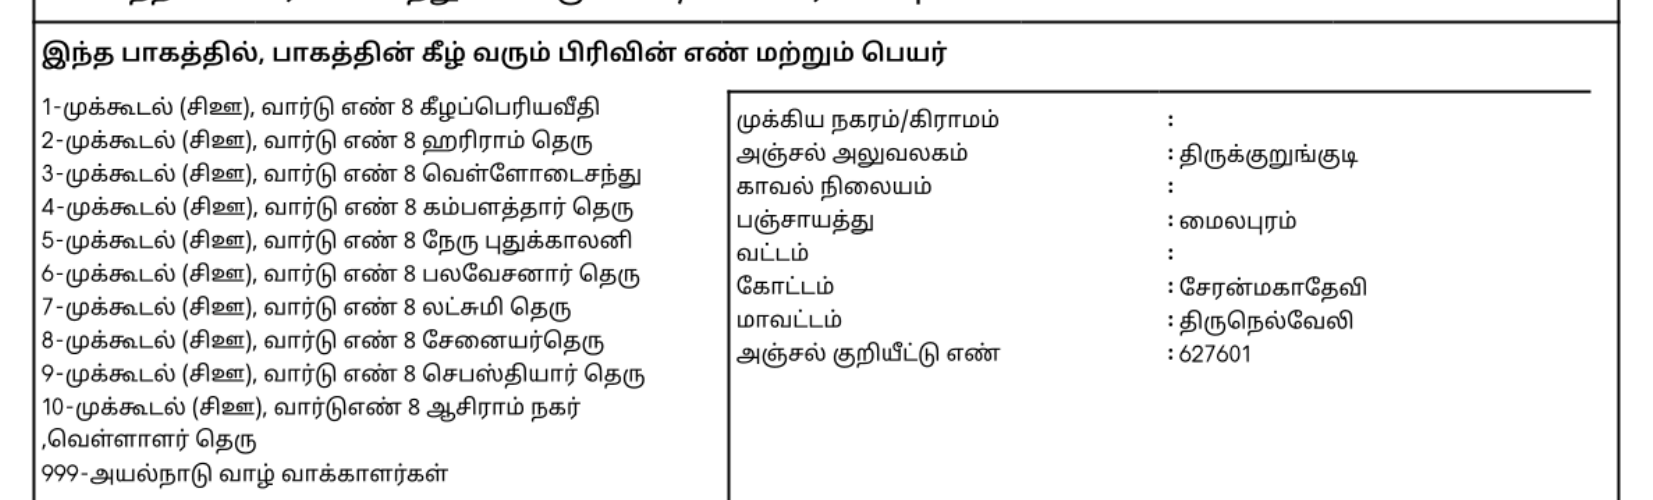 இந்த பாகத்தில், பாகத்தின் கீழ் வரும் பிரிவின் எண் மற்றும் பெயர்
1-முக்கூடல் (சிஊ), வார்டு எண் 8 கீழப்பெரியவீதி
2-முக்கூடல் (சிஊ), வார்டு எண் 8 ஹரிராம் தெரு
3-முக்கூடல் (சிஊ), வார்டு எண் 8 வெள்ளோடைசந்து
4-முக்கூடல் (சிஊ), வார்டு எண் 8 கம்பளத்தார் தெரு
5-முக்கூடல் (சிஊ), வார்டு எண் 8 நேரு புதுக்காலனி
6-முக்கூடல் (சிஊ), வார்டு எண் 8 பலவேசனார் தெரு
7-முக்கூடல் (சிஊ), வார்டு எண் 8 லட்சுமி தெரு
8-முக்கூடல் (சிஊ), வார்டு எண் 8 சேனையர்தெரு
9-முக்கூடல் (சிஊ), வார்டு எண் 8 செபஸ்தியார் தெரு
10-முக்கூடல் (சிஊ), வார்டுஎண் 8 ஆசிராம் நகர்
,வெள்ளாளர் தெரு
999-அயல்நாடு வாழ் வாக்காளர்கள்
முக்கிய நகரம்/கிராமம் :
அஞ்சல் அலுவலகம் : திருக்குறுங்குடி
காவல் நிலையம் :
பஞ்சாயத்து : மைலபுரம்
வட்டம் :
கோட்டம் : சேரன்மகாதேவி
மாவட்டம் : திருநெல்வேலி
அஞ்சல் குறியீட்டு எண் : 627601